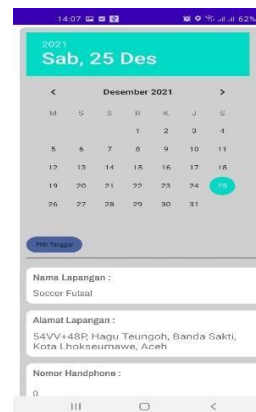 14:07 62%
2021
Sab, 25 Des
< Desember 2021 >
M S S R K J S
1 2 3 4
5 6 7 8 9 10 11
12 13 14 15 16 17 18
19 20 21 22 23 24 25
26 27 28 29 30 31
Pilih Tanggal
Nama Lapangan :
Soccer Futsal
Alamat Lapangan :
54VV+48P, Hagu Teungoh, Banda Sakti,
Kota Lhokseumawe, Aceh
Nomor Handphone :
0